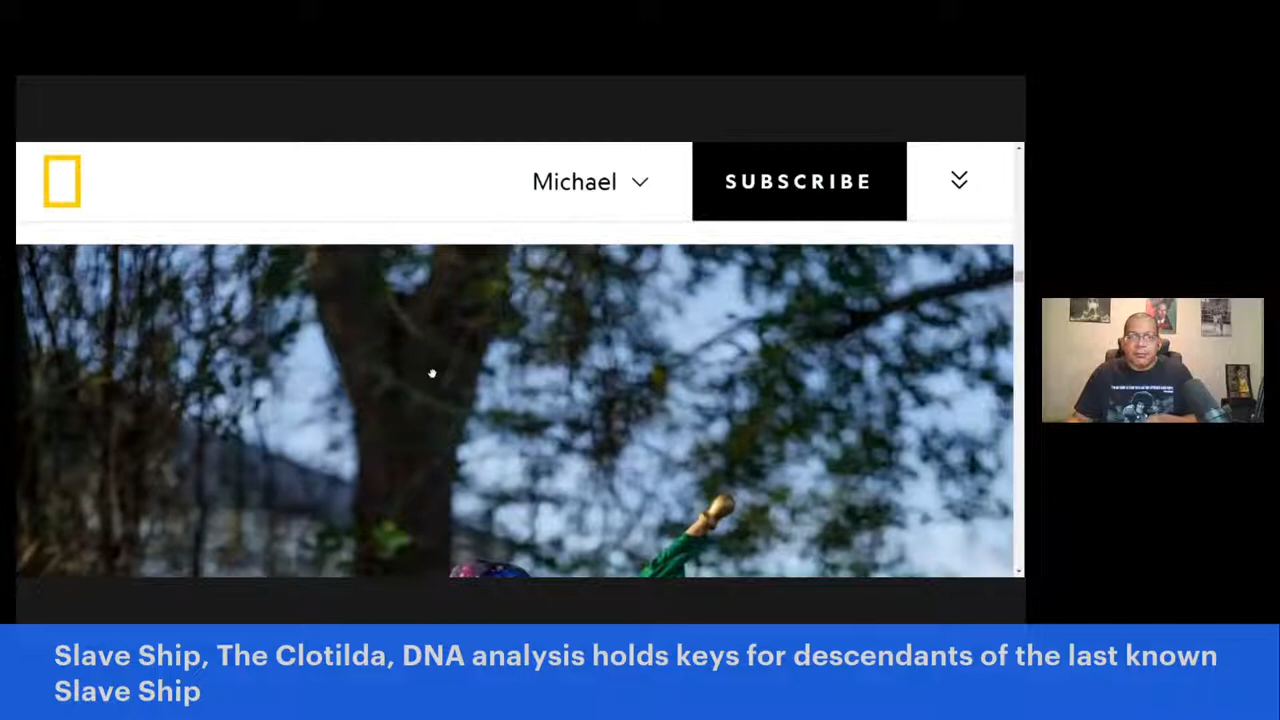 Michael
SUBSCRIBE
Slave Ship, The Clotilda, DNA analysis holds keys for descendants of the last known
Slave Ship